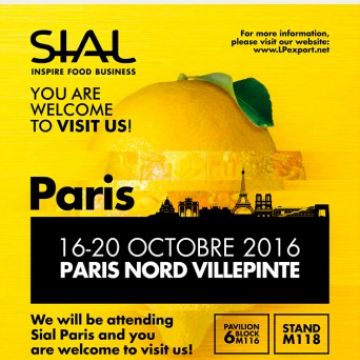 SIAL
INSPIRE FOOD BUSINESS
For more information,
please visit our website:
www.LPexport.net
YOU ARE
WELCOME
TO VISIT US!
Paris
16-20 OCTOBRE 2016
PARIS NORD VILLEPINTE
We will be attending
Sial Paris and you
are welcome to visit us!
PAVILION
6 BLOCK
M116
STAND
M118